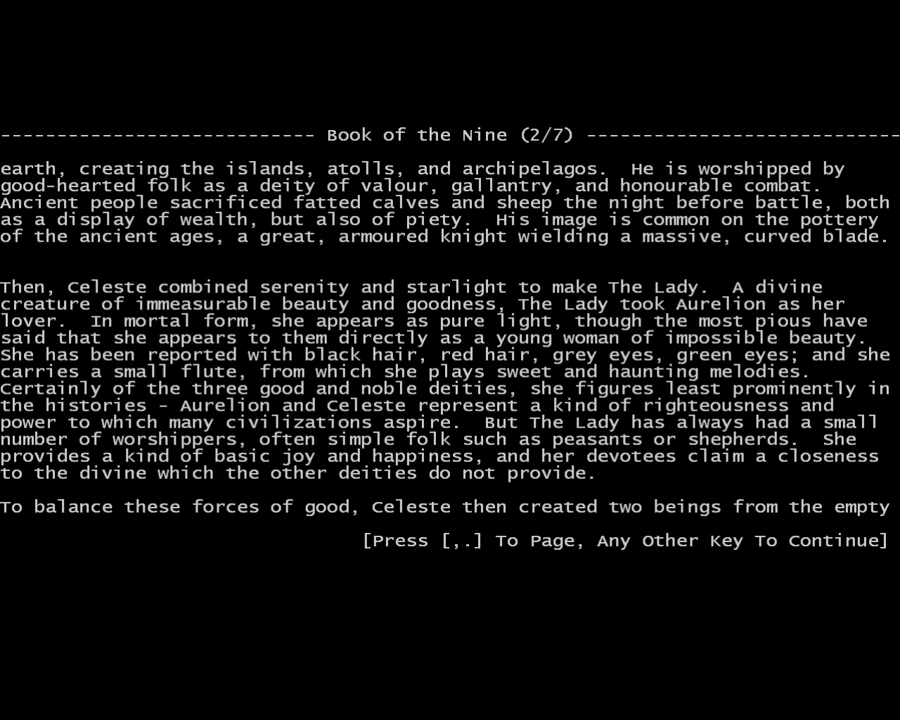 ---------------------------- Book of the Nine (2/7) ----------------------------
earth, creating the islands, atolls, and archipelagos.  He is worshipped by
good-hearted folk as a deity of valour, gallantry, and honourable combat.
Ancient people sacrificed fatted calves and sheep the night before battle, both
as a display of wealth, but also of piety.  His image is common on the pottery
of the ancient ages, a great, armoured knight wielding a massive, curved blade.
Then, Celeste combined serenity and starlight to make The Lady.  A divine
creature of immeasurable beauty and goodness, The Lady took Aurelion as her
lover.  In mortal form, she appears as pure light, though the most pious have
said that she appears to them directly as a young woman of impossible beauty.
She has been reported with black hair, red hair, grey eyes, green eyes; and she
carries a small flute, from which she plays sweet and haunting melodies.
Certainly of the three good and noble deities, she figures least prominently in
the histories - Aurelion and Celeste represent a kind of righteousness and
power to which many civilizations aspire.  But The Lady has always had a small
number of worshippers, often simple folk such as peasants or shepherds.  She
provides a kind of basic joy and happiness, and her devotees claim a closeness
to the divine which the other deities do not provide.
To balance these forces of good, Celeste then created two beings from the empty
[Press [,.] To Page, Any Other Key To Continue]